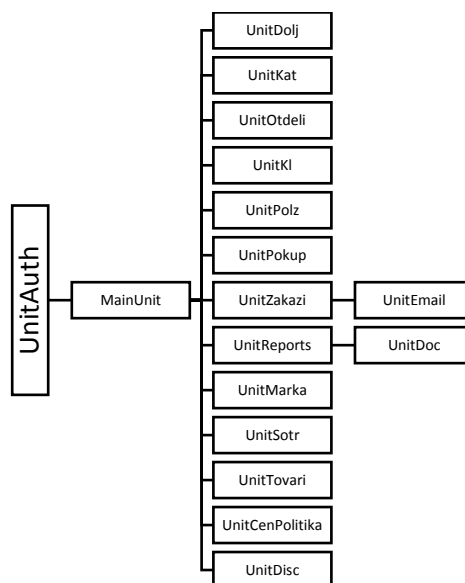 UnitDolj
UnitKat
UnitOtdeli
UnitKl
UnitPolz
UnitPokup
UnitAuth
MainUnit
UnitZakazi
UnitEmail
UnitReports
UnitDoc
UnitMarka
UnitSotr
UnitTovari
UnitCenPolitika
UnitDisc